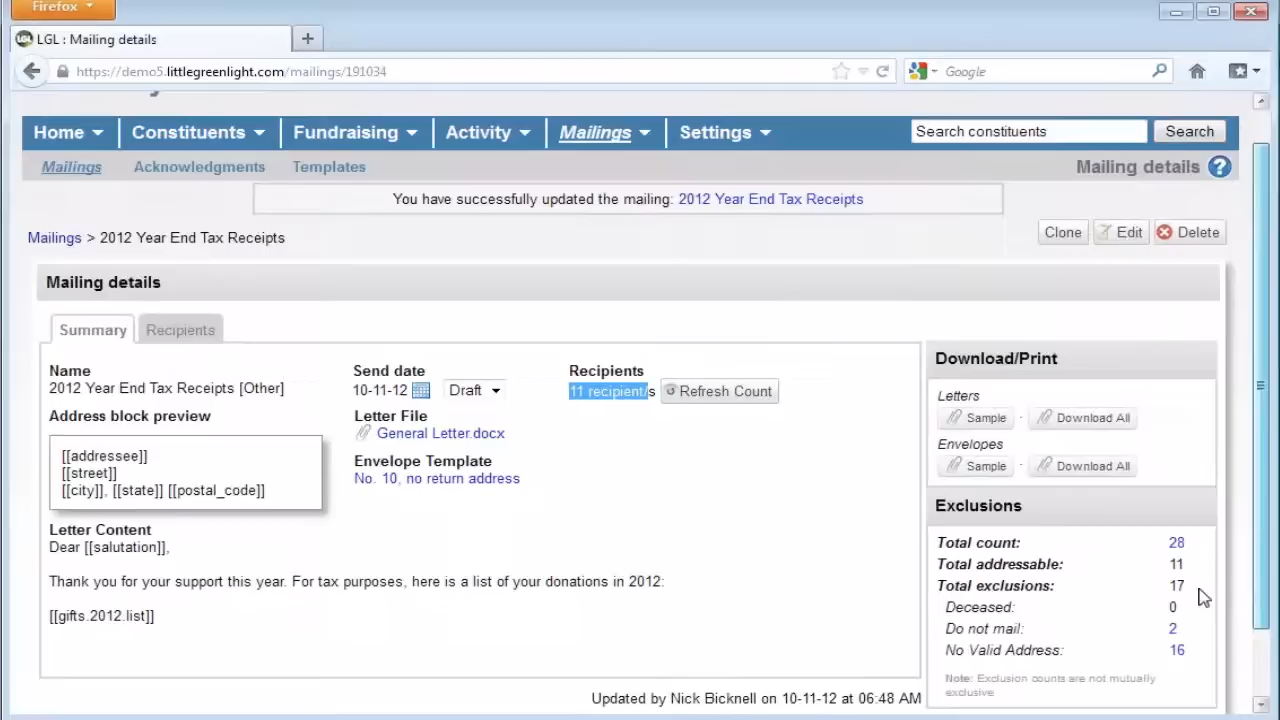 Firefox
LGL : Mailing details
https://demo5.littlegreenlight.com/mailings/191034
Google
Home Constituents Fundraising Activity Mailings Settings
Search constituents Search
Mailings Acknowledgments Templates
Mailing details ?
You have successfully updated the mailing: 2012 Year End Tax Receipts
Mailings > 2012 Year End Tax Receipts
Clone Edit Delete
Mailing details
Summary Recipients
Name
2012 Year End Tax Receipts [Other]
Address block preview
[[addressee]]
[[street]]
[[city]], [[state]] [[postal_code]]
Send date
10-11-12 Draft
Letter File
General Letter.docx
Envelope Template
No. 10, no return address
Recipients
11 recipient/s Refresh Count
Letter Content
Dear [[salutation]],
Thank you for your support this year. For tax purposes, here is a list of your donations in 2012:
[[gifts.2012.list]]
Updated by Nick Bicknell on 10-11-12 at 06:48 AM
Download/Print
Letters
Sample · Download All
Envelopes
Sample · Download All
Exclusions
Total count: 28
Total addressable: 11
Total exclusions: 17
Deceased: 0
Do not mail: 2
No Valid Address: 16
Note: Exclusion counts are not mutually
exclusive